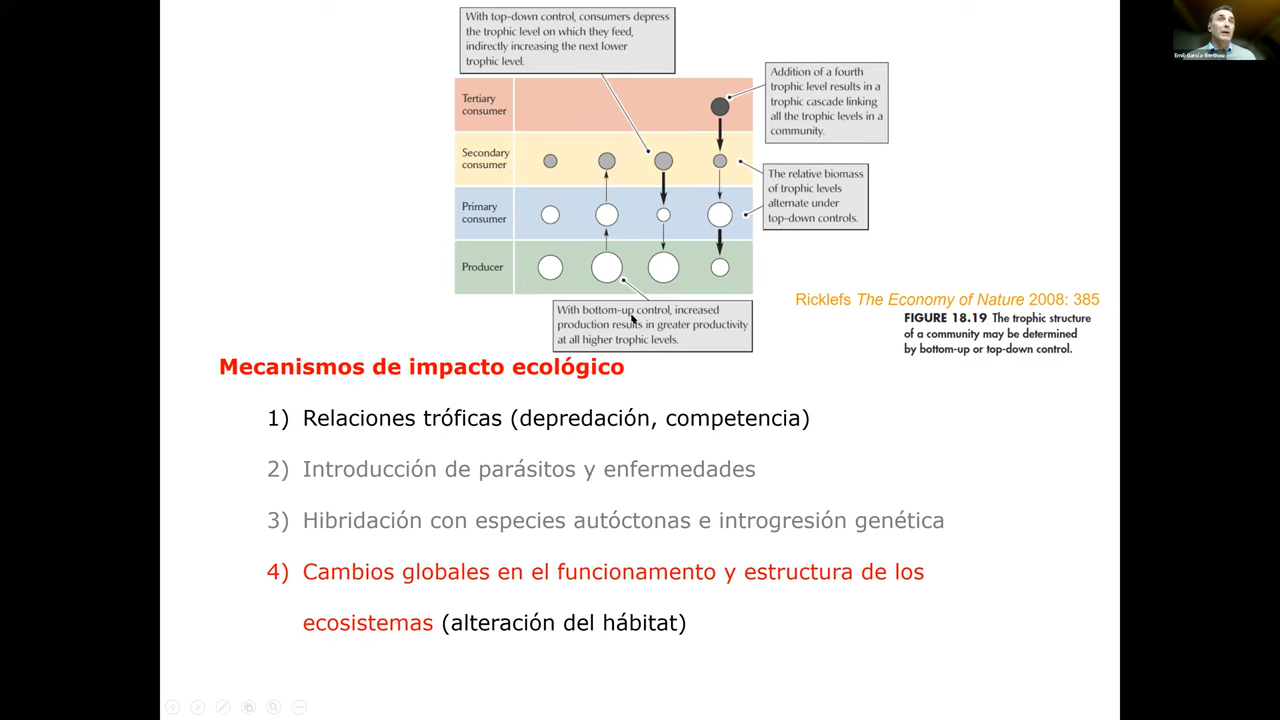 With top-down control, consumers depress
the trophic level on which they feed,
indirectly increasing the next lower
trophic level.
Emili García-Berthou
Addition of a fourth
trophic level results in a
trophic cascade linking
all the trophic levels in a
community.
Tertiary
consumer
Secondary
consumer
The relative biomass
of trophic levels
alternate under
top-down controls.
Primary
consumer
Producer
With bottom-up control, increased
production results in greater productivity
at all higher trophic levels.
Ricklefs The Economy of Nature 2008: 385
FIGURE 18.19 The trophic structure
of a community may be determined
by bottom-up or top-down control.
Mecanismos de impacto ecológico
1) Relaciones tróficas (depredación, competencia)
2) Introducción de parásitos y enfermedades
3) Hibridación con especies autóctonas e introgresión genética
4) Cambios globales en el funcionamento y estructura de los
ecosistemas (alteración del hábitat)